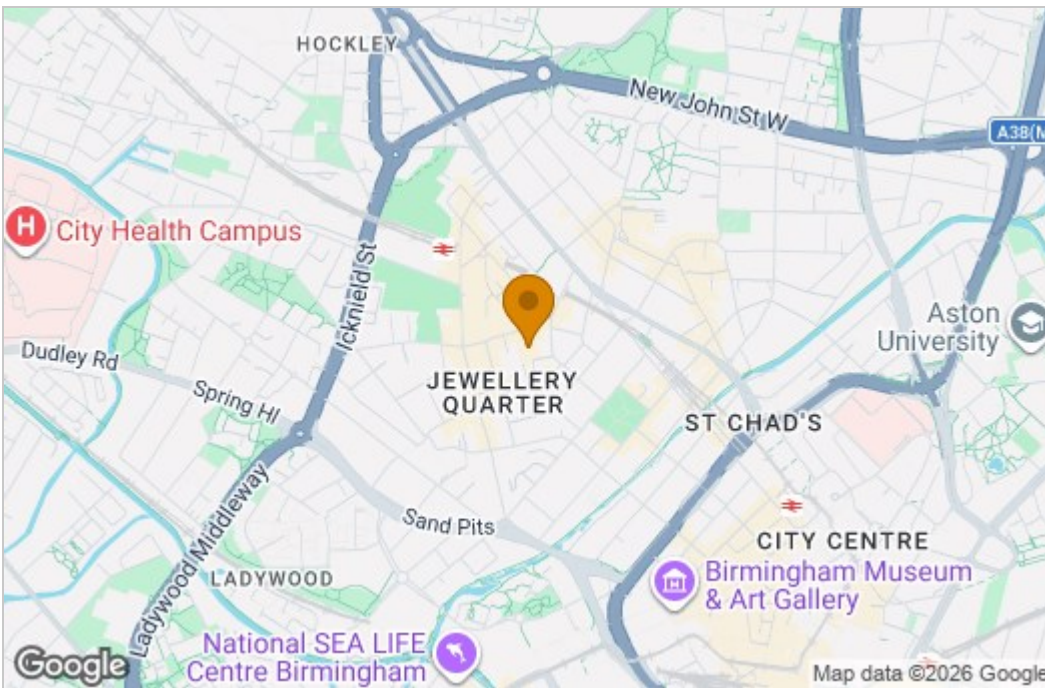 HOCKLEY
New John St W
A38(M
H
City Health Campus
Icknield St
Aston
University
Dudley Rd
Spring Hl
JEWELLERY
QUARTER
ST CHAD'S
Ladywood Middleway
Sand Pits
CITY CENTRE
LADYWOOD
Birmingham Museum
& Art Gallery
M
National SEA LIFE
Centre Birmingham
Google
Map data ©2026 Google